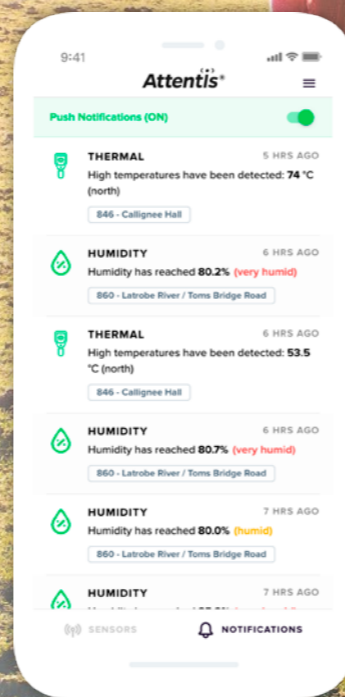 9:41
Attentis®
Push Notifications (ON)
THERMAL 5 HRS AGO
High temperatures have been detected: 74 °C
(north)
846 - Callignee Hall
HUMIDITY 6 HRS AGO
Humidity has reached 80.2% (very humid)
860 - Latrobe River / Toms Bridge Road
THERMAL 6 HRS AGO
High temperatures have been detected: 53.5
°C (north)
846 - Callignee Hall
HUMIDITY 6 HRS AGO
Humidity has reached 80.7% (very humid)
860 - Latrobe River / Toms Bridge Road
HUMIDITY 7 HRS AGO
Humidity has reached 80.0% (humid)
860 - Latrobe River / Toms Bridge Road
HUMIDITY 7 HRS AGO
SENSORS NOTIFICATIONS